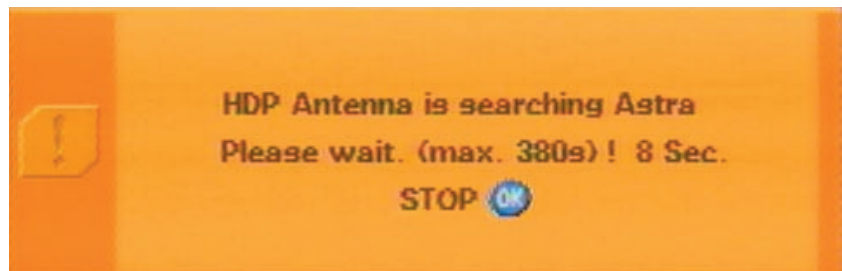 HDP Antenna is searching Astra
Please wait. (max. 380s) ! 8 Sec.
STOP OK